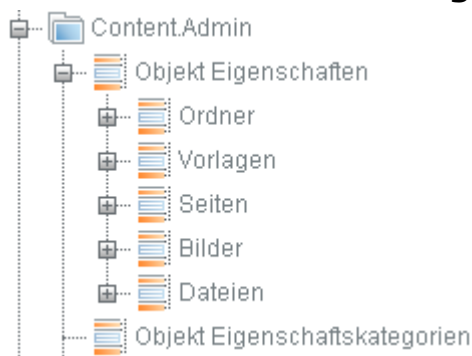 Content.Admin
Objekt Eigenschaften
Ordner
Vorlagen
Seiten
Bilder
Dateien
Objekt Eigenschaftskategorien